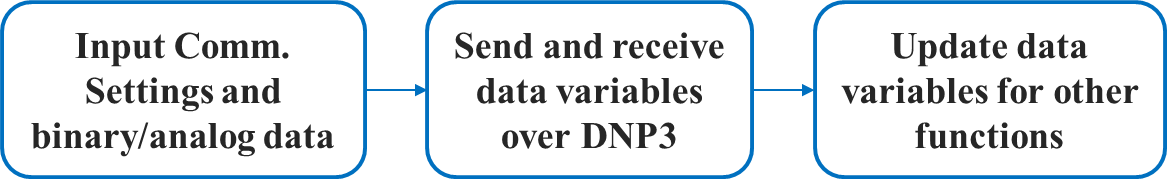 Input Comm.
Settings and
binary/analog data
Send and receive
data variables
over DNP3
Update data
variables for other
functions